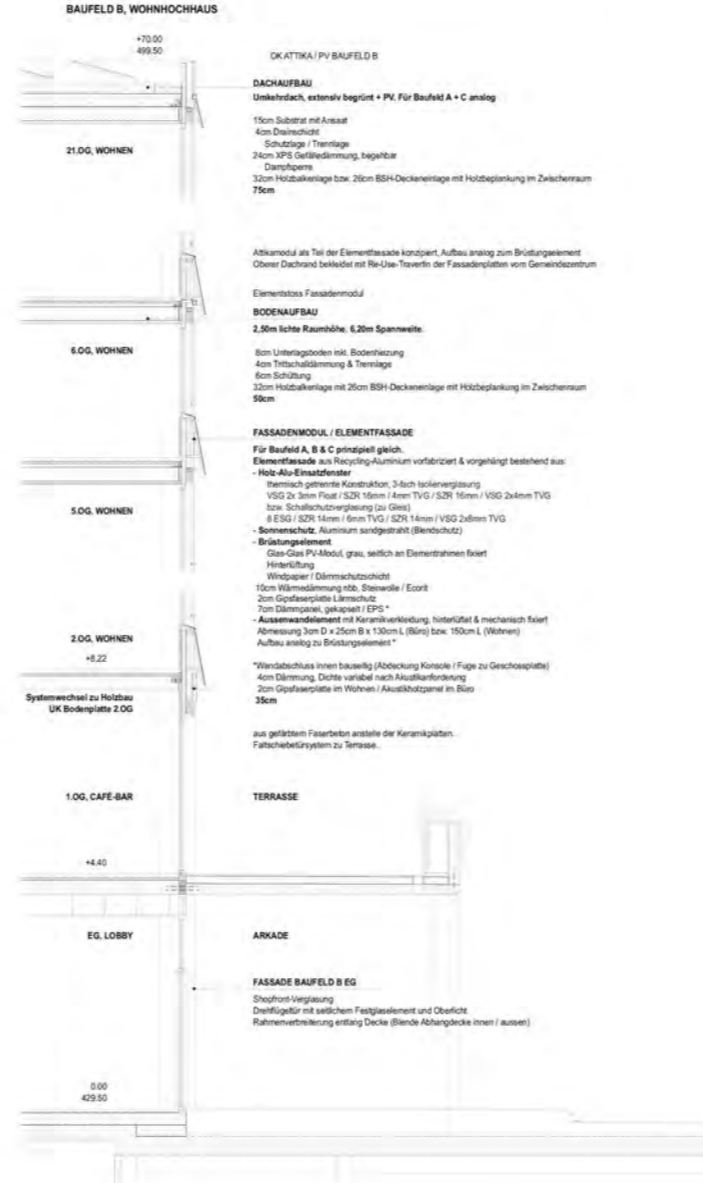 BAUFELD B, WOHNHOCHHAUS
+70.00
499.50
OK ATTIKA / PV BAUFELD B
DACHAUFBAU
Umkehrdach, extensiv begrünt + PV. Für Baufeld A + C analog
15cm Substrat mit Ansaat
4cm Drainschicht
Schutzlage / Trennlage
24cm XPS Gefälledämmung, begehbar
Dampfsperre
32cm Holzbalkenlage bzw. 26cm BSH-Deckeneinlage mit Holzbeplankung im Zwischenraum
75cm
21.OG, WOHNEN
Attikamodul als Teil der Elementfassade konzipiert, Aufbau analog zum Brüstungselement
Oberer Dachrand bekleidet mit Re-Use-Travertin der Fassadenplatten vom Gemeindezentrum
Elementstoss Fassadenmodul
BODENAUFBAU
2,50m lichte Raumhöhe, 6,20m Spannweite.
6.OG, WOHNEN
8cm Unterlagsboden inkl. Bodenheizung
4cm Trittschalldämmung & Trennlage
6cm Schüttung
32cm Holzbalkenlage mit 26cm BSH-Deckeneinlage mit Holzbeplankung im Zwischenraum
50cm
FASSADENMODUL / ELEMENTFASSADE
Für Baufeld A, B & C prinzipiell gleich.
Elementfassade aus Recycling-Aluminium vorfabriziert & vorgehängt bestehend aus:
- Holz-Alu-Einsatzfenster
thermisch getrennte Konstruktion, 3-fach Isolierverglasung
VSG 2x 3mm Float / SZR 16mm / 4mm TVG / SZR 16mm / VSG 2x4mm TVG
bzw. Schallschutzverglasung (zu Gleis)
8 ESG / SZR 14mm / 6mm TVG / SZR 14mm / VSG 2x8mm TVG
5.OG, WOHNEN
- Sonnenschutz, Aluminium sandgestrahlt (Blendschutz)
- Brüstungselement
Glas-Glas PV-Modul, grau, seitlich an Elementrahmen fixiert
Hinterlüftung
Windpapier / Dämmschutzschicht
10cm Wärmedämmung nbb, Steinwolle / Ecorit
2cm Gipsfaserplatte Lärmschutz
7cm Dämmpanel, gekapselt / EPS *
- Aussenwandelement mit Keramikverkleidung, hinterlüftet & mechanisch fixiert
Abmessung 3cm D x 25cm B x 130cm L (Büro) bzw. 150cm L (Wohnen)
Aufbau analog zu Brüstungselement *
2.OG, WOHNEN
+8,22
*Wandabschluss innen bauseitig (Abdeckung Konsole / Fuge zu Geschossplatte)
4cm Dämmung, Dichte variabel nach Akustikanforderung
2cm Gipsfaserplatte im Wohnen / Akustikholzpanel im Büro
35cm
Systemwechsel zu Holzbau
UK Bodenplatte 2.OG
aus gefärbtem Faserbeton anstelle der Keramikplatten.
Faltschiebetürsystem zu Terrasse.
1.OG, CAFÉ-BAR
TERRASSE
+4.40
EG, LOBBY
ARKADE
FASSADE BAUFELD B EG
Shopfront-Verglasung
Drehflügeltür mit seitlichem Festglaselement und Oberlicht
Rahmenverbreiterung entlang Decke (Blende Abhangdecke innen / aussen)
0.00
429.50